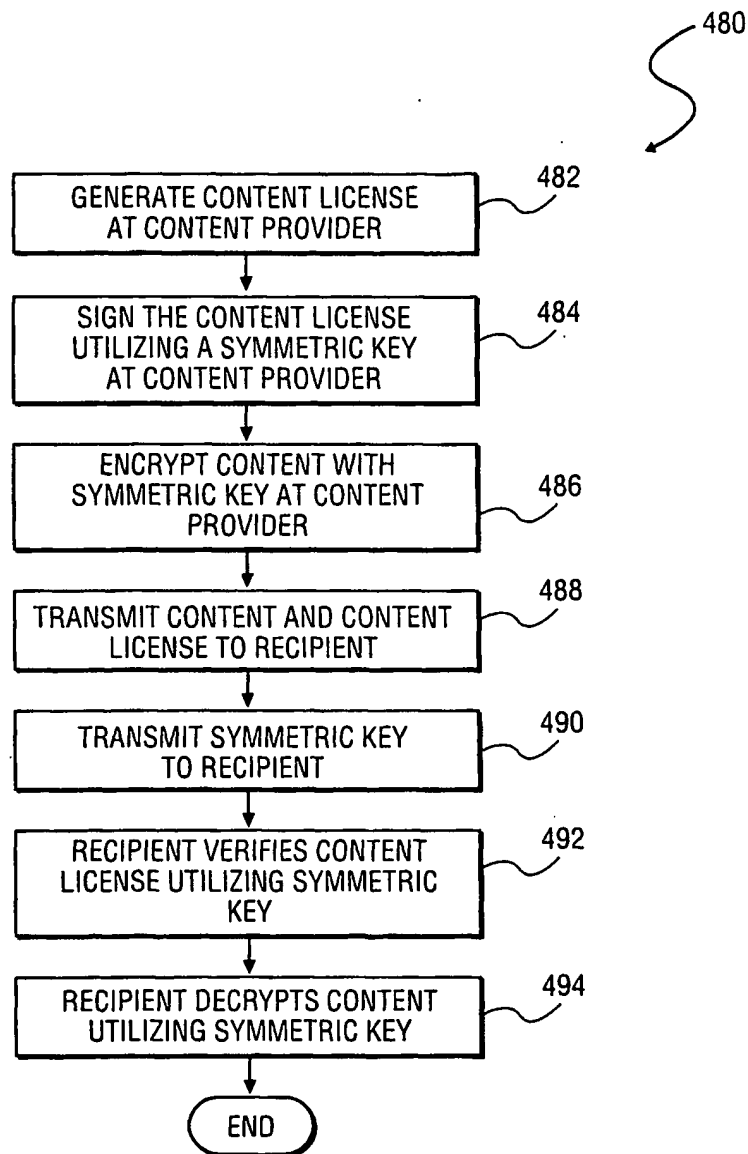 480
482
GENERATE CONTENT LICENSE
AT CONTENT PROVIDER
484
SIGN THE CONTENT LICENSE
UTILIZING A SYMMETRIC KEY
AT CONTENT PROVIDER
486
ENCRYPT CONTENT WITH
SYMMETRIC KEY AT CONTENT
PROVIDER
488
TRANSMIT CONTENT AND CONTENT
LICENSE TO RECIPIENT
490
TRANSMIT SYMMETRIC KEY
TO RECIPIENT
492
RECIPIENT VERIFIES CONTENT
LICENSE UTILIZING SYMMETRIC
KEY
494
RECIPIENT DECRYPTS CONTENT
UTILIZING SYMMETRIC KEY
END